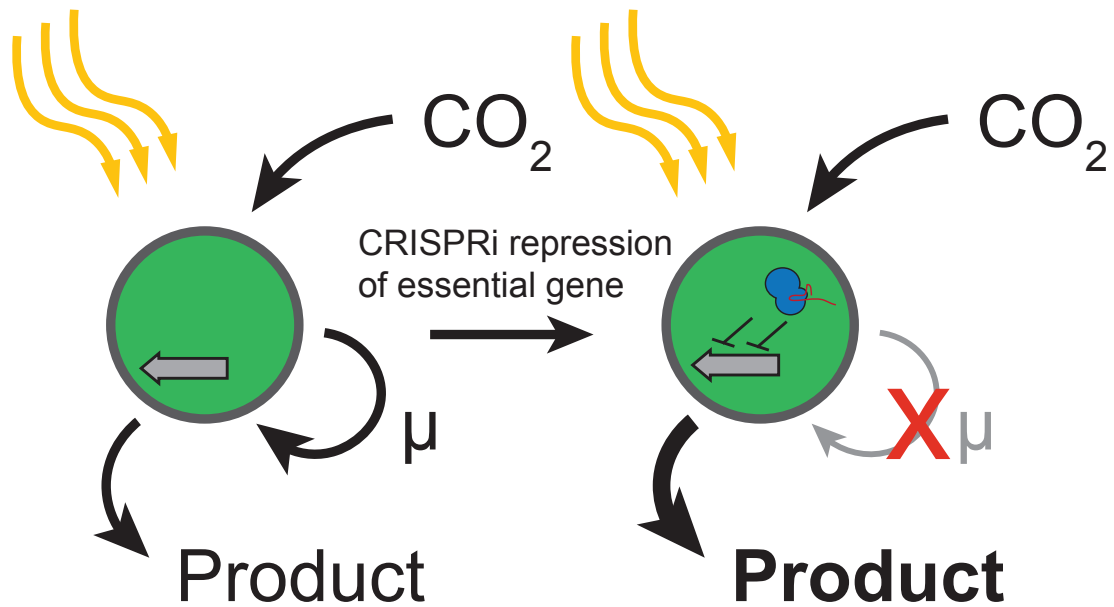 CO₂
CO₂
CRISPRi repression
of essential gene
μ
X
μ
Product
Product